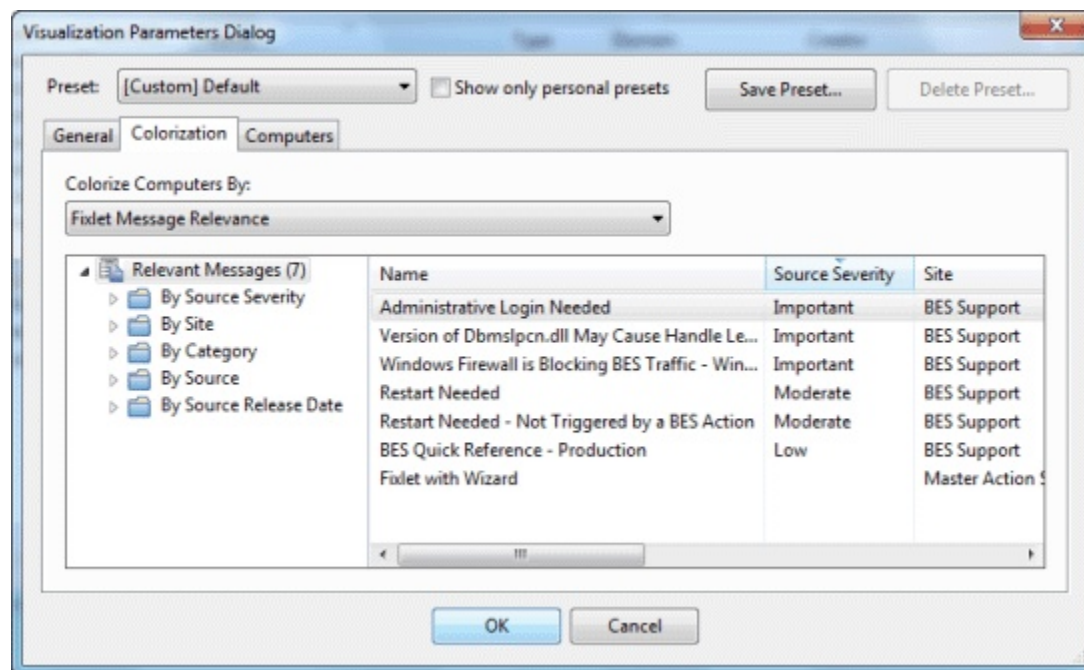 Visualization Parameters Dialog
Preset: [Custom] Default Show only personal presets Save Preset... Delete Preset...
General Colorization Computers
Colorize Computers By:
Fixlet Message Relevance
Relevant Messages (7)
By Source Severity
By Site
By Category
By Source
By Source Release Date
Name Source Severity Site
Administrative Login Needed Important BES Support
Version of Dbmslpcn.dll May Cause Handle Le... Important BES Support
Windows Firewall is Blocking BES Traffic - Win... Important BES Support
Restart Needed Moderate BES Support
Restart Needed - Not Triggered by a BES Action Moderate BES Support
BES Quick Reference - Production Low BES Support
Fixlet with Wizard Master Action S
OK Cancel